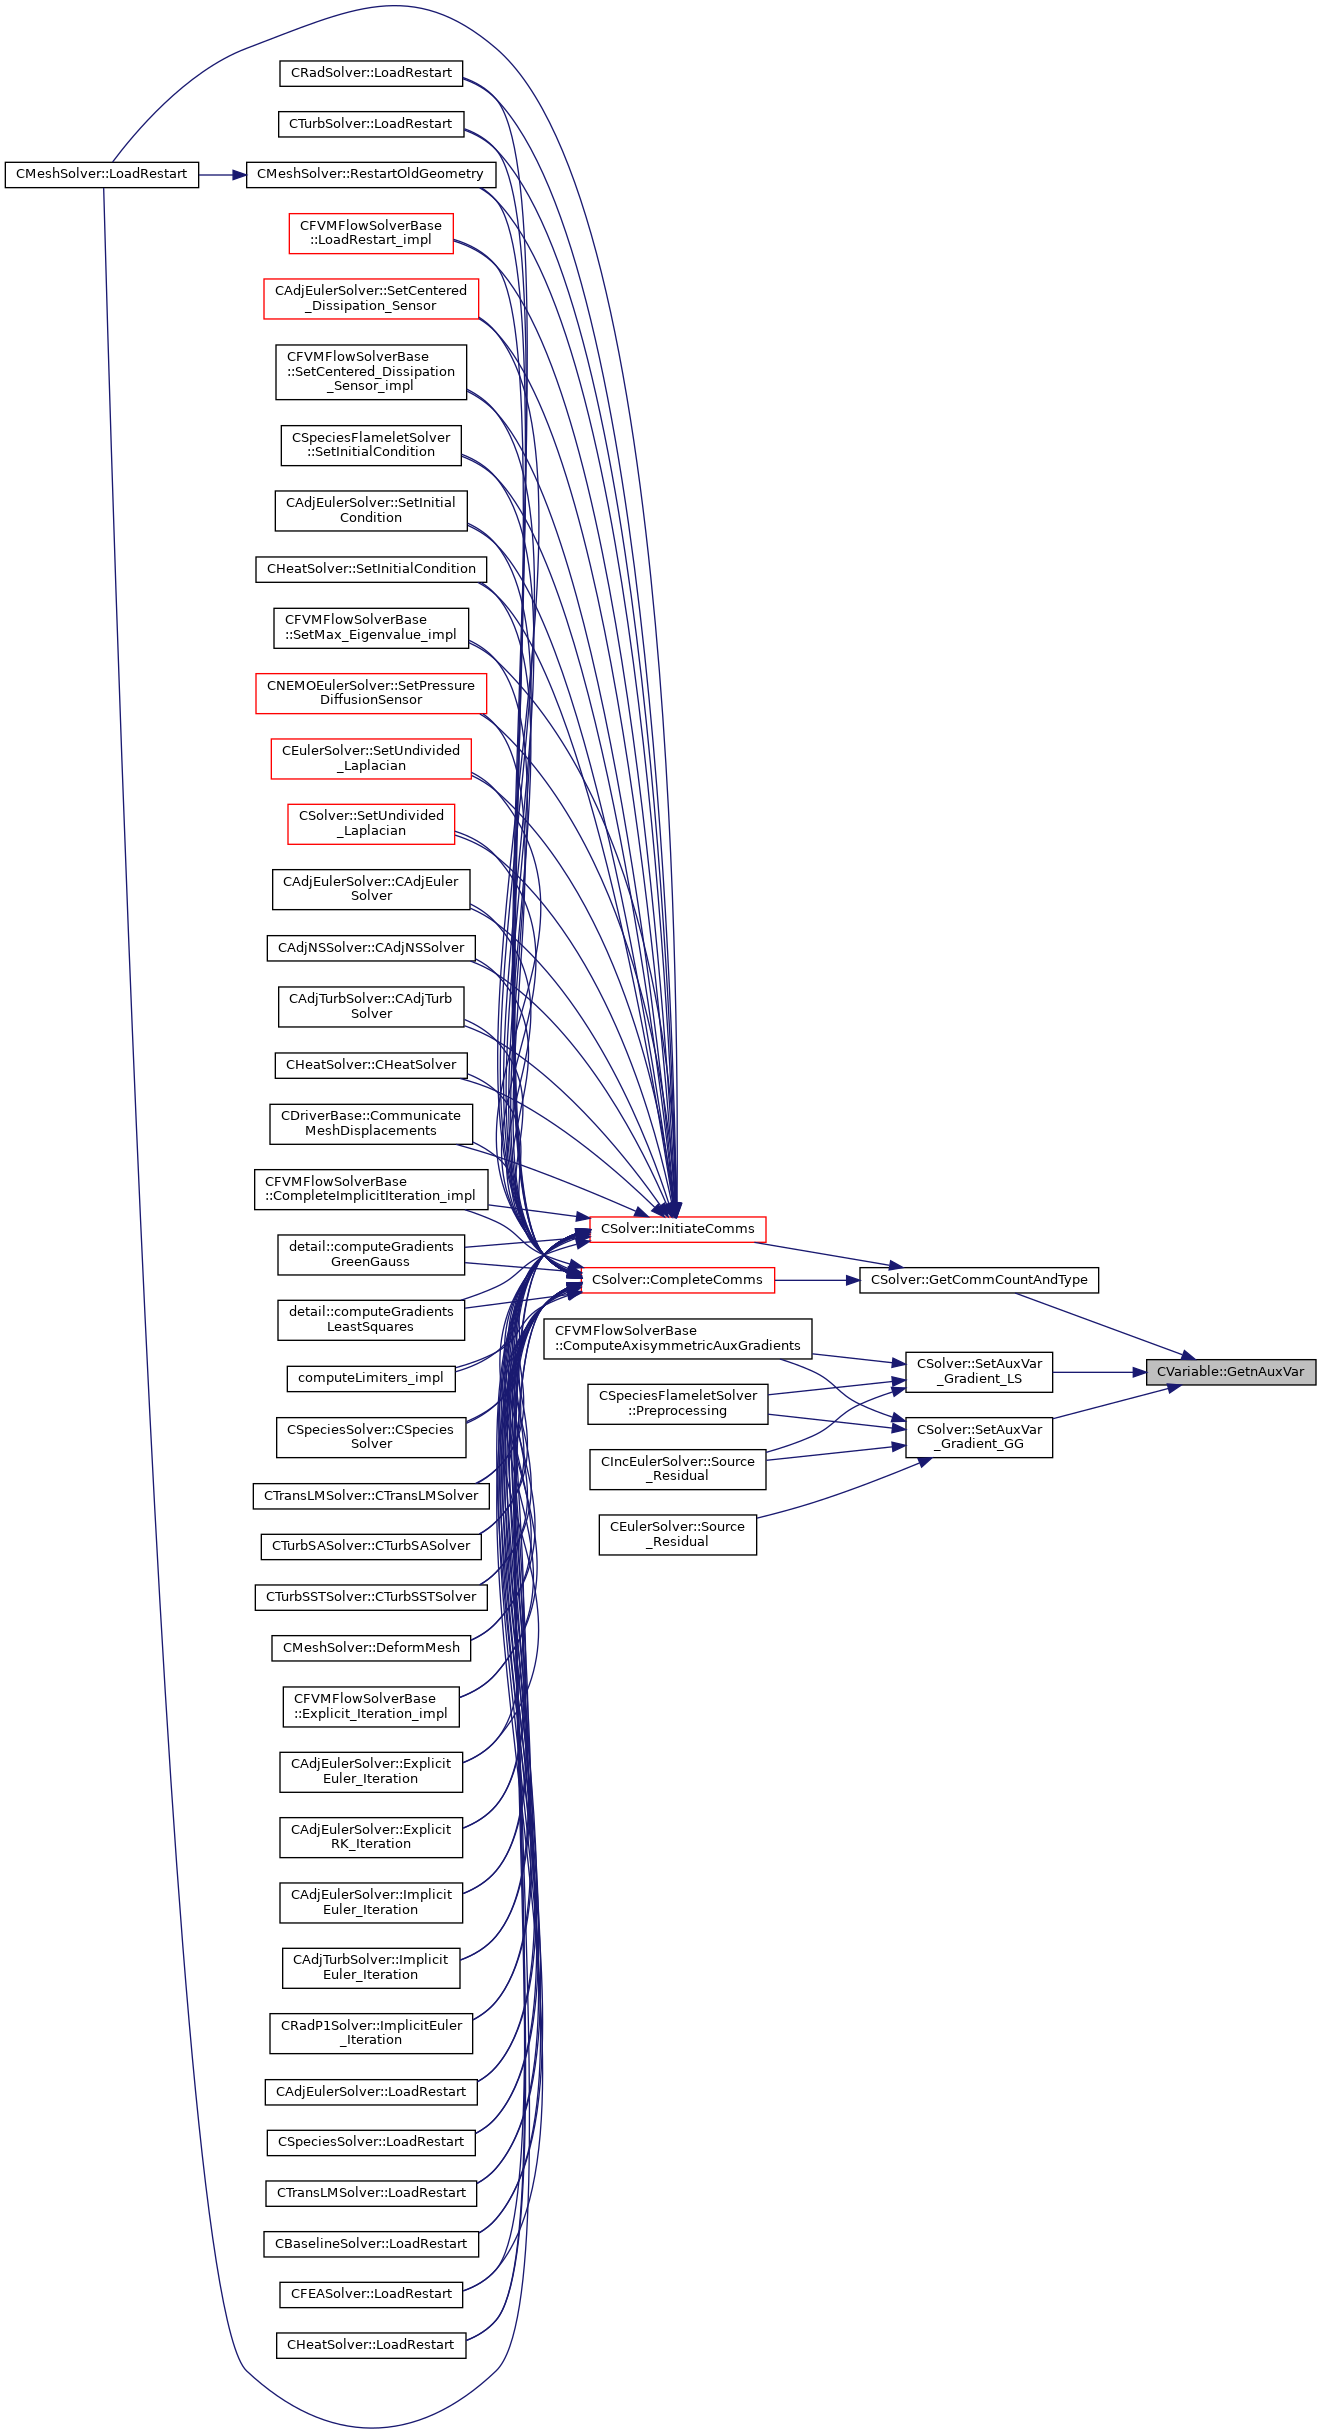 CRadSolver::LoadRestart
CTurbSolver::LoadRestart
CMeshSolver::LoadRestart
CMeshSolver::RestartOldGeometry
CFVMFlowSolverBase
::LoadRestart_impl
CAdjEulerSolver::SetCentered
_Dissipation_Sensor
CFVMFlowSolverBase
::SetCentered_Dissipation
_Sensor_impl
CSpeciesFlameletSolver
::SetInitialCondition
CAdjEulerSolver::SetInitial
Condition
CHeatSolver::SetInitialCondition
CFVMFlowSolverBase
::SetMax_Eigenvalue_impl
CNEMOEulerSolver::SetPressure
DiffusionSensor
CEulerSolver::SetUndivided
_Laplacian
CSolver::SetUndivided
_Laplacian
CAdjEulerSolver::CAdjEuler
Solver
CAdjNSSolver::CAdjNSSolver
CAdjTurbSolver::CAdjTurb
Solver
CHeatSolver::CHeatSolver
CDriverBase::Communicate
MeshDisplacements
CFVMFlowSolverBase
::CompleteImplicitIteration_impl
CSolver::InitiateComms
detail::computeGradients
GreenGauss
CSolver::CompleteComms
CSolver::GetCommCountAndType
detail::computeGradients
LeastSquares
CFVMFlowSolverBase
::ComputeAxisymmetricAuxGradients
CSolver::SetAuxVar
_Gradient_LS
CVariable::GetnAuxVar
computeLimiters_impl
CSpeciesFlameletSolver
::Preprocessing
CSpeciesSolver::CSpecies
Solver
CSolver::SetAuxVar
_Gradient_GG
CIncEulerSolver::Source
_Residual
CTransLMSolver::CTransLMSolver
CEulerSolver::Source
_Residual
CTurbSASolver::CTurbSASolver
CTurbSSTSolver::CTurbSSTSolver
CMeshSolver::DeformMesh
CFVMFlowSolverBase
::Explicit_Iteration_impl
CAdjEulerSolver::Explicit
Euler_Iteration
CAdjEulerSolver::Explicit
RK_Iteration
CAdjEulerSolver::Implicit
Euler_Iteration
CAdjTurbSolver::Implicit
Euler_Iteration
CRadP1Solver::ImplicitEuler
_Iteration
CAdjEulerSolver::LoadRestart
CSpeciesSolver::LoadRestart
CTransLMSolver::LoadRestart
CBaselineSolver::LoadRestart
CFEASolver::LoadRestart
CHeatSolver::LoadRestart